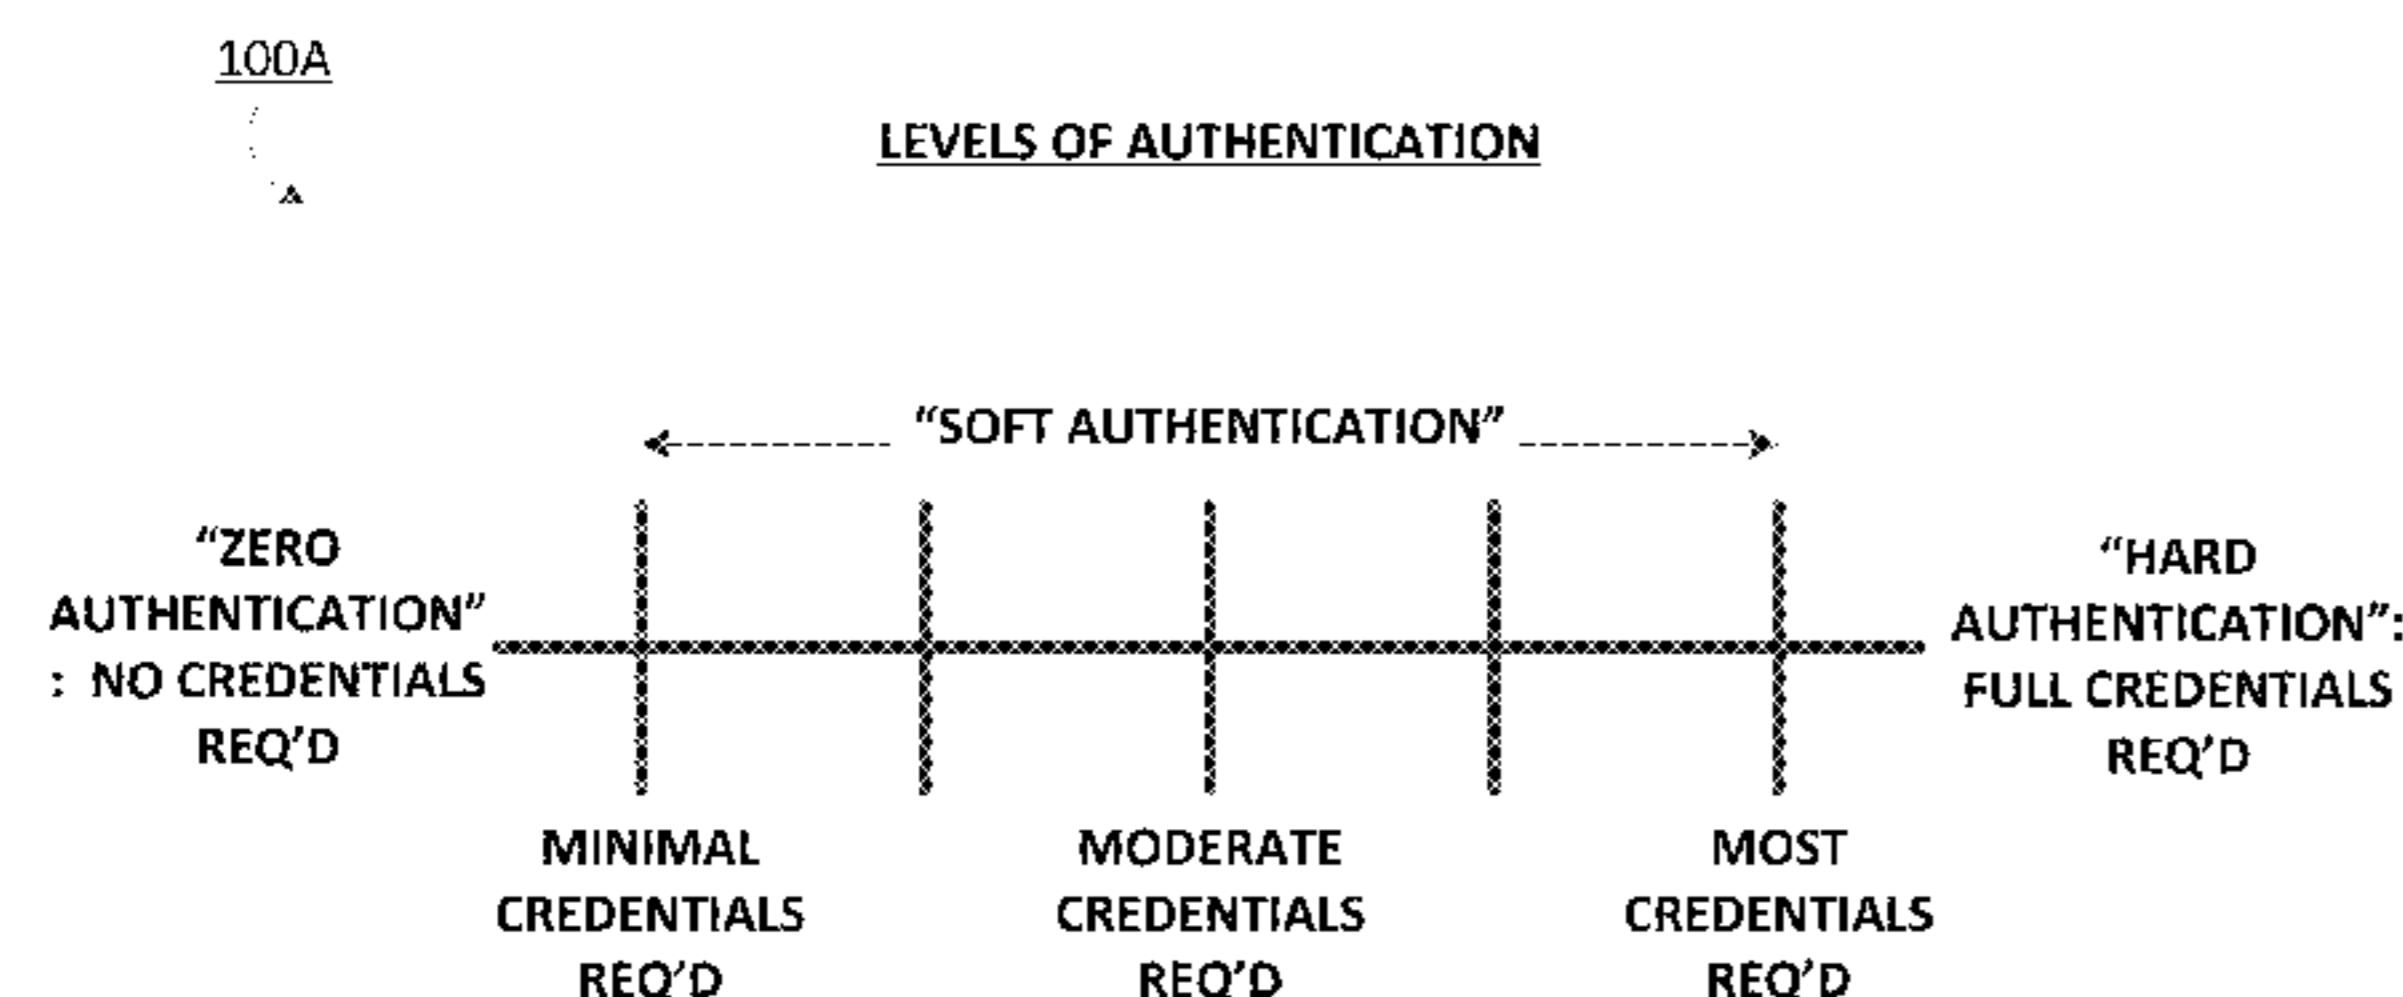 100A
LEVELS OF AUTHENTICATION
“SOFT AUTHENTICATION”
“ZERO
AUTHENTICATION”
: NO CREDENTIALS
REQ’D
“HARD
AUTHENTICATION”:
FULL CREDENTIALS
REQ’D
MINIMAL
CREDENTIALS
REQ’D
MODERATE
CREDENTIALS
REQ’D
MOST
CREDENTIALS
REQ’D